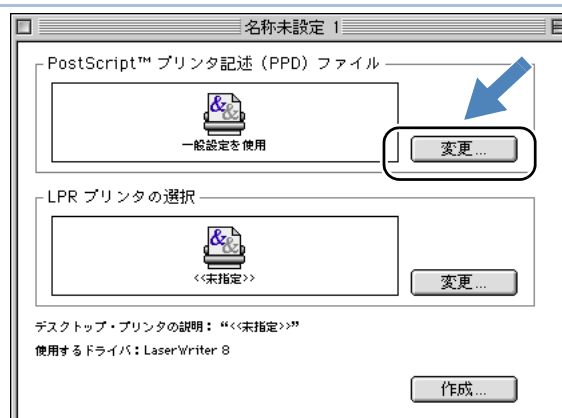 名称未設定 1
PostScript™ プリンタ記述（PPD）ファイル
一般設定を使用
変更...
LPR プリンタの選択
<<未指定>>
変更...
デスクトップ・プリンタの説明： “<<未指定>>”
使用するドライバ：LaserWriter 8
作成...